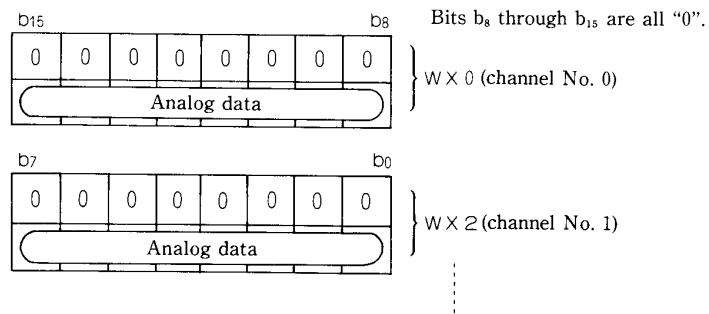 b15 b8 Bits b₈ through b₁₅ are all “0”.
0 0 0 0 0 0 0 0
WX0 (channel No. 0)
Analog data
b7 b0
0 0 0 0 0 0 0 0
WX2 (channel No. 1)
Analog data